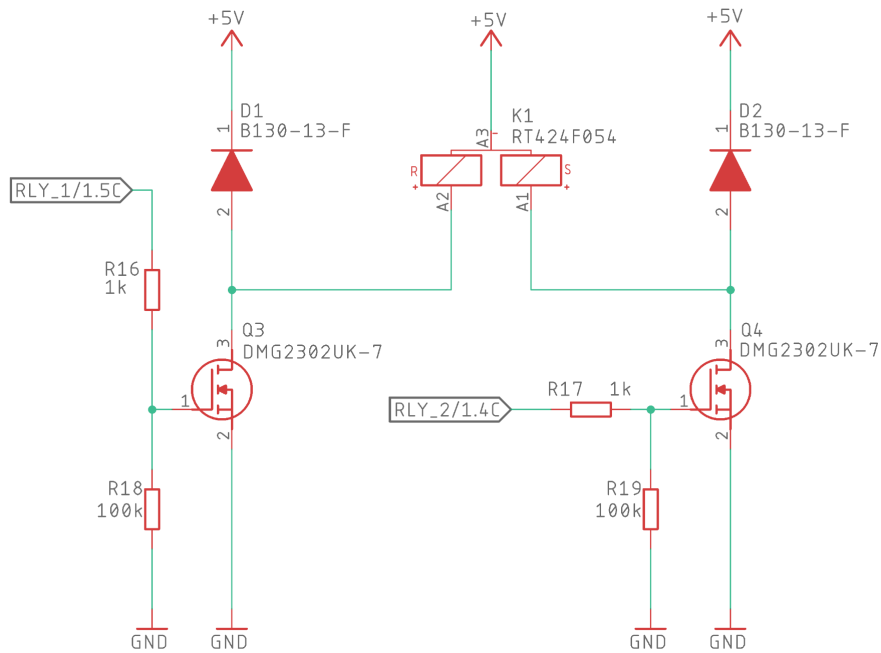 +5V
+5V
+5V
D1
1
B130-13-F
2
K1
RT424F054
A3
-
R
+
A2
S
+
A1
D2
1
B130-13-F
2
RLY_1/1.5C
R16
1k
Q3
3
DMG2302UK-7
1
2
Q4
3
DMG2302UK-7
1
2
RLY_2/1.4C
R17
1k
R18
100k
R19
100k
GND
GND
GND
GND